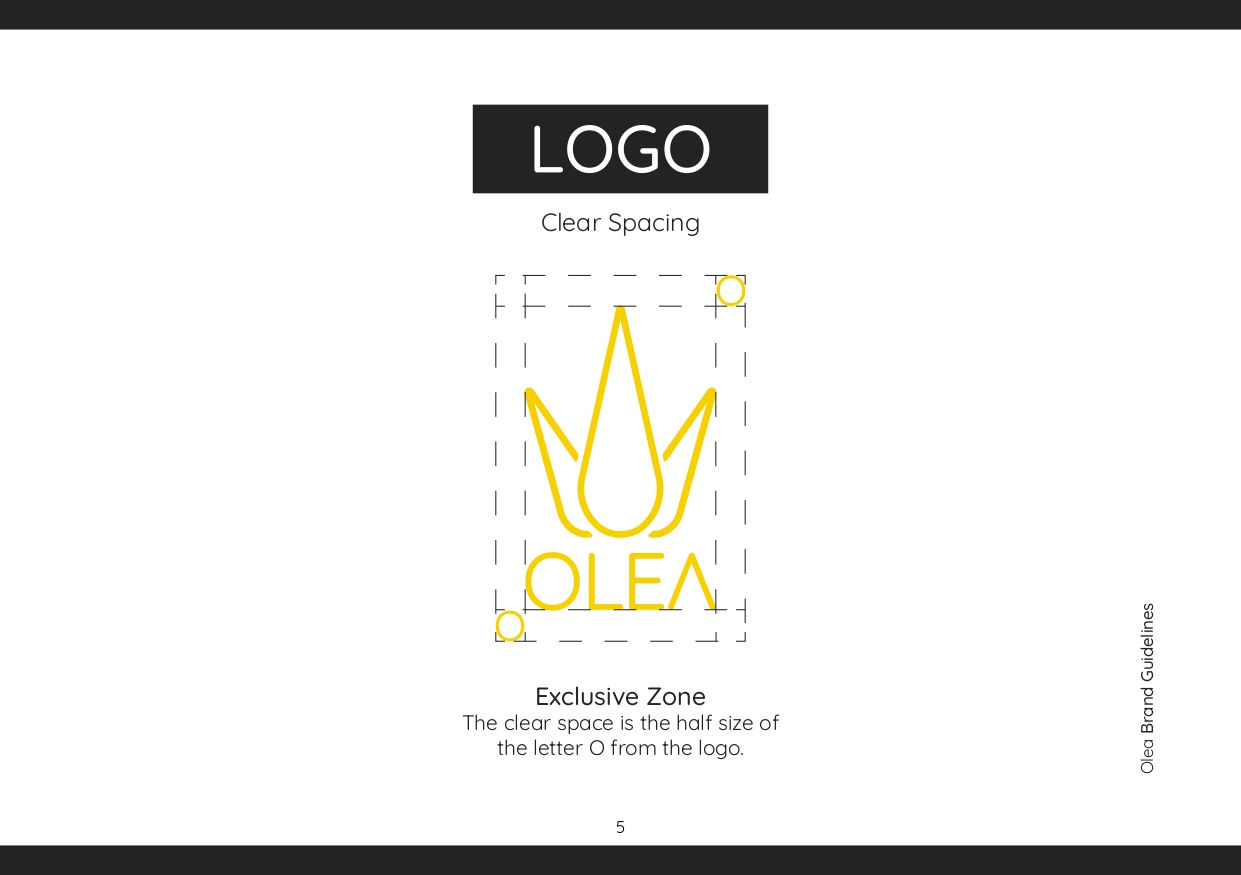 LOGO
Clear Spacing
O
OLEA
O
Exclusive Zone
The clear space is the half size of
the letter O from the logo.
Olea Brand Guidelines
5